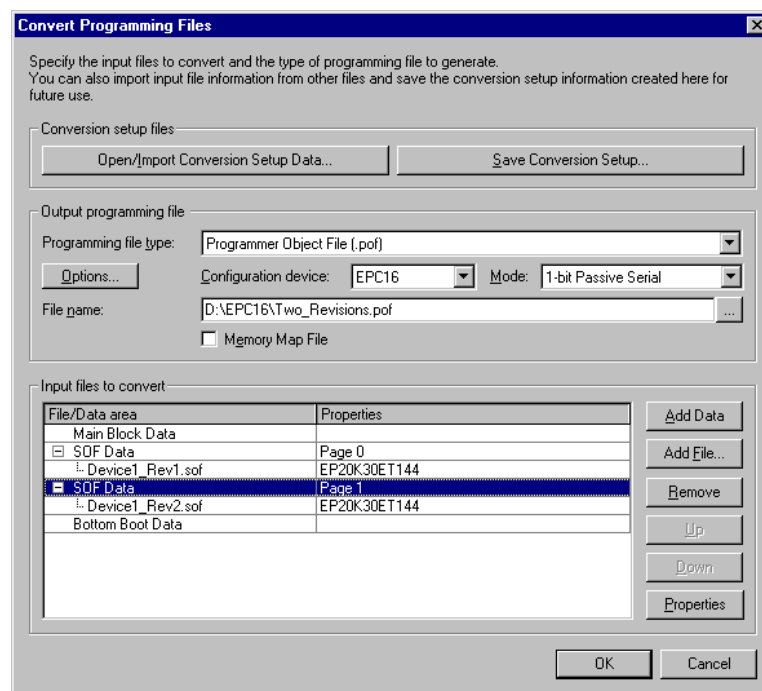 Convert Programming Files
Specify the input files to convert and the type of programming file to generate.
You can also import input file information from other files and save the conversion setup information created here for
future use.
Conversion setup files
Open/Import Conversion Setup Data... Save Conversion Setup...
Output programming file
Programming file type: Programmer Object File (.pof)
Options... Configuration device: EPC16 Mode: 1-bit Passive Serial
File name: D:\EPC16\Two_Revisions.pof ...
Memory Map File
Input files to convert
File/Data area Properties Add Data
Main Block Data
SOF Data Page 0 Add File...
Device1_Rev1.sof EP20K30ET144
SOF Data Page 1 Remove
Device1_Rev2.sof EP20K30ET144
Bottom Boot Data
Up
Down
Properties
OK Cancel